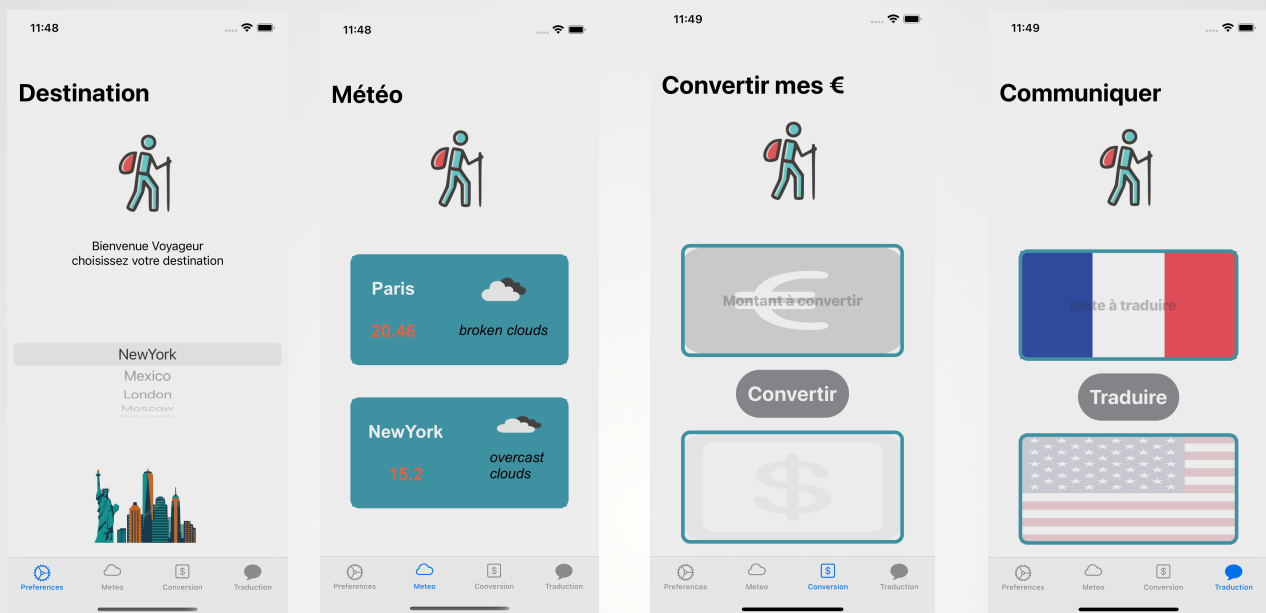 11:48
Destination
Bienvenue Voyageur
choisissez votre destination
NewYork
Mexico
London
Moscow
Preferences
Meteo
Conversion
Traduction
11:48
Météo
Paris
20.46
broken clouds
NewYork
15.2
overcast
clouds
Preferences
Meteo
Conversion
Traduction
11:49
Convertir mes €
€
Montant à convertir
Convertir
$
Preferences
Meteo
Conversion
Traduction
11:49
Communiquer
texte à traduire
Traduire
Preferences
Meteo
Conversion
Traduction